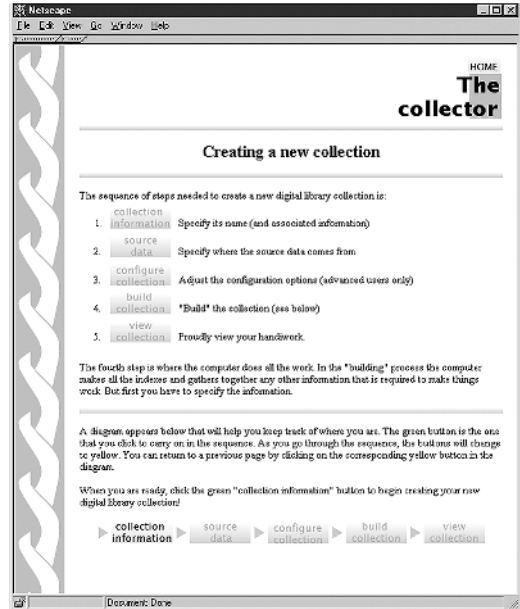 Netscape
File Edit View Go Window Help
HOME
The
collector
Creating a new collection
The sequence of steps needed to create a new digital library collection is:
1. collection information Specify its name (and associated information)
2. source data Specify where the source data comes from
3. configure collection Adjust the configuration options (advanced users only)
4. build collection "Build" the collection (see below)
5. view collection Proudly view your handiwork.
The fourth step is where the computer does all the work. In the "building" process the computer
makes all the indexes and gathers together any other information that is required to make things
work. But first you have to specify the information.
A diagram appears below that will help you keep track of where you are. The green button is the one
that you click to carry on in the sequence. As you go through the sequence, the buttons will change
to yellow. You can return to a previous page by clicking on the corresponding yellow button in the
diagram.
When you are ready, click the green "collection information" button to begin creating your new
digital library collection!
collection information source data configure collection build collection view collection
Document: Done